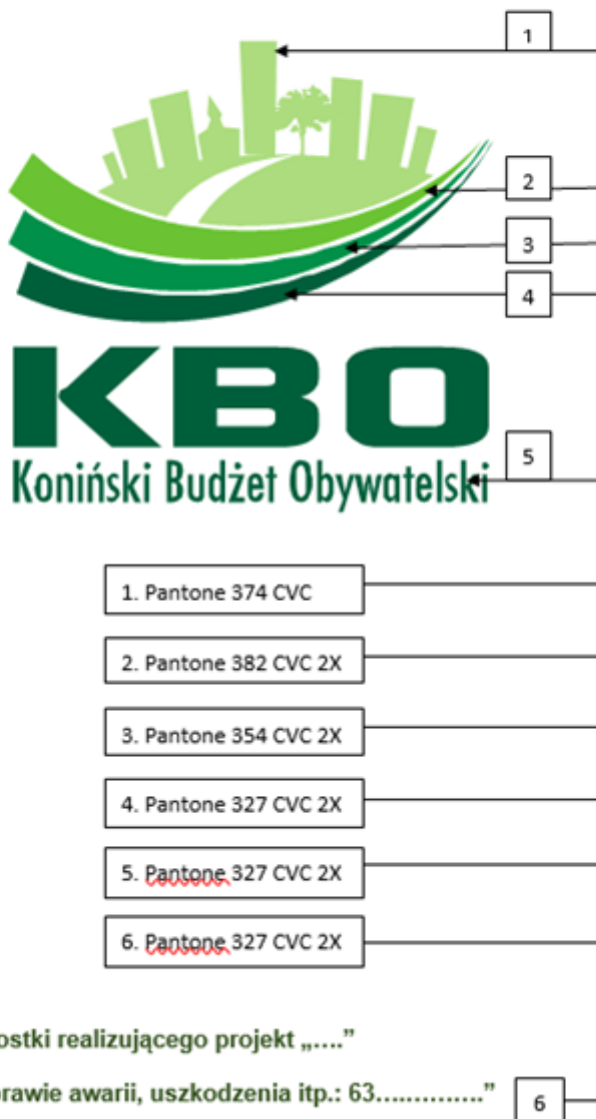 1
2
3
4
KBO
5
Koniński Budżet Obywatelski
1. Pantone 374 CVC
2. Pantone 382 CVC 2X
3. Pantone 354 CVC 2X
4. Pantone 327 CVC 2X
5. Pantone 327 CVC 2X
6. Pantone 327 CVC 2X
ostki realizującego projekt „….”
rawie awarii, uszkodzenia itp.: 63…………."
6